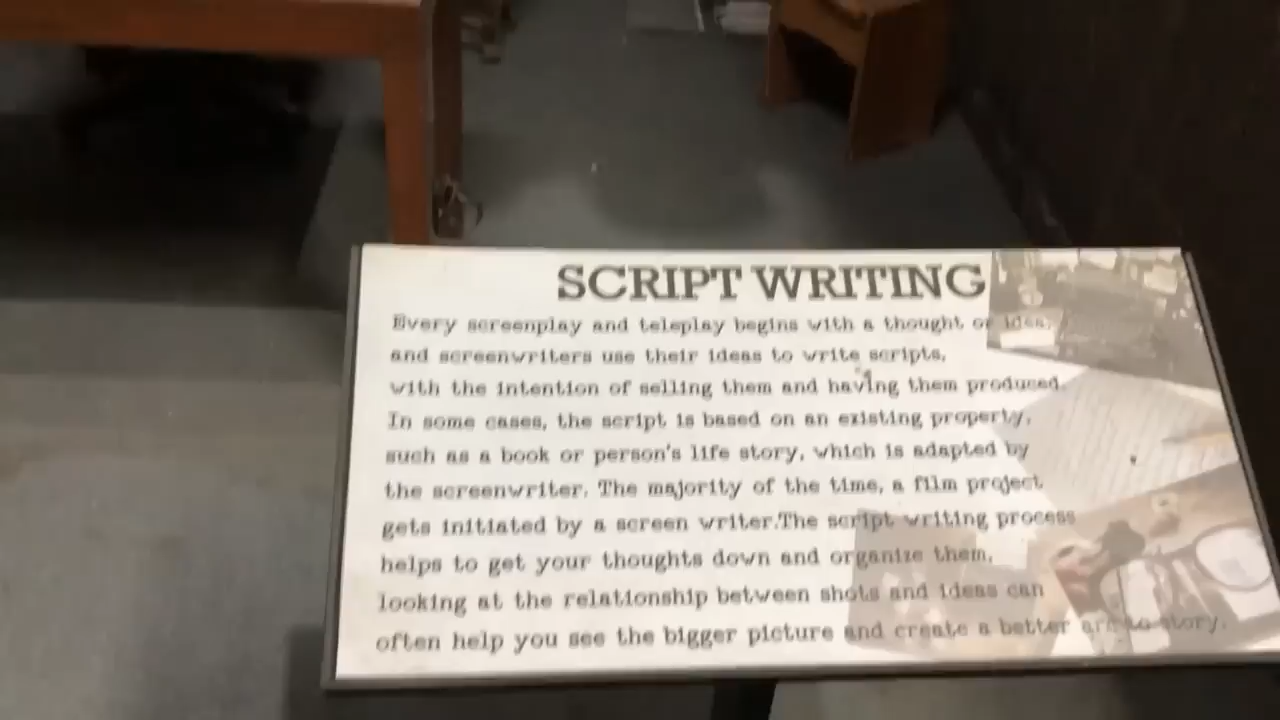 SCRIPT WRITING
Every screenplay and teleplay begins with a thought or idea,
and screenwriters use their ideas to write scripts,
with the intention of selling them and having them produced.
In some cases, the script is based on an existing property,
such as a book or person's life story, which is adapted by
the screenwriter. The majority of the time, a film project
gets initiated by a screen writer.The script writing process
helps to get your thoughts down and organize them,
looking at the relationship between shots and ideas can
often help you see the bigger picture and create a better arc to story.